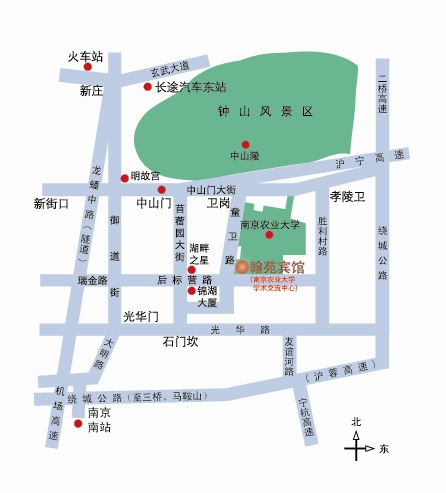 火车站
玄武大道
新庄
长途汽车东站
二桥高速
钟山风景区
中山陵
沪宁高速
龙蟠中路（隧道）
明故宫
中山门大街
孝陵卫
新街口
中山门
卫岗
御道街
苜蓿园大街
童卫路
南京农业大学
胜利村路
绕城公路
湖畔之星
翰苑宾馆
(南京农业大学
学术交流中心)
瑞金路
后标营路
锦湖
大厦
光华门
光华路
石门坎
大明路
友谊河路
（沪蓉高速）
机场高速
绕城公路（至三桥、马鞍山）
宁杭高速
南京
南站
北
东